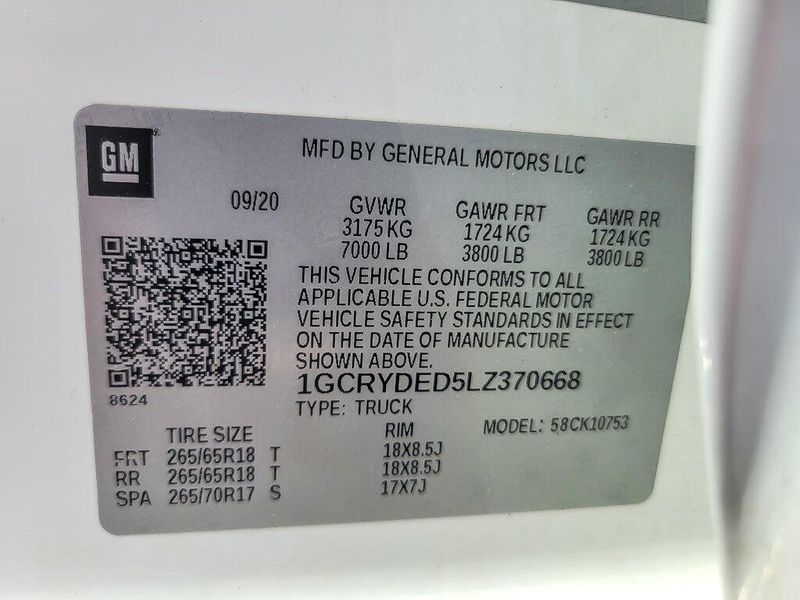 GM
MFD BY GENERAL MOTORS LLC
09/20
GVWR GAWR FRT GAWR RR
3175 KG 1724 KG 1724 KG
7000 LB 3800 LB 3800 LB
THIS VEHICLE CONFORMS TO ALL
APPLICABLE U.S. FEDERAL MOTOR
VEHICLE SAFETY STANDARDS IN EFFECT
ON THE DATE OF MANUFACTURE
SHOWN ABOVE.
8624
1GCRYDED5LZ370668
TYPE: TRUCK
MODEL: 58CK10753
TIRE SIZE RIM
FRT 265/65R18 T 18X8.5J
RR 265/65R18 T 18X8.5J
SPA 265/70R17 S 17X7J